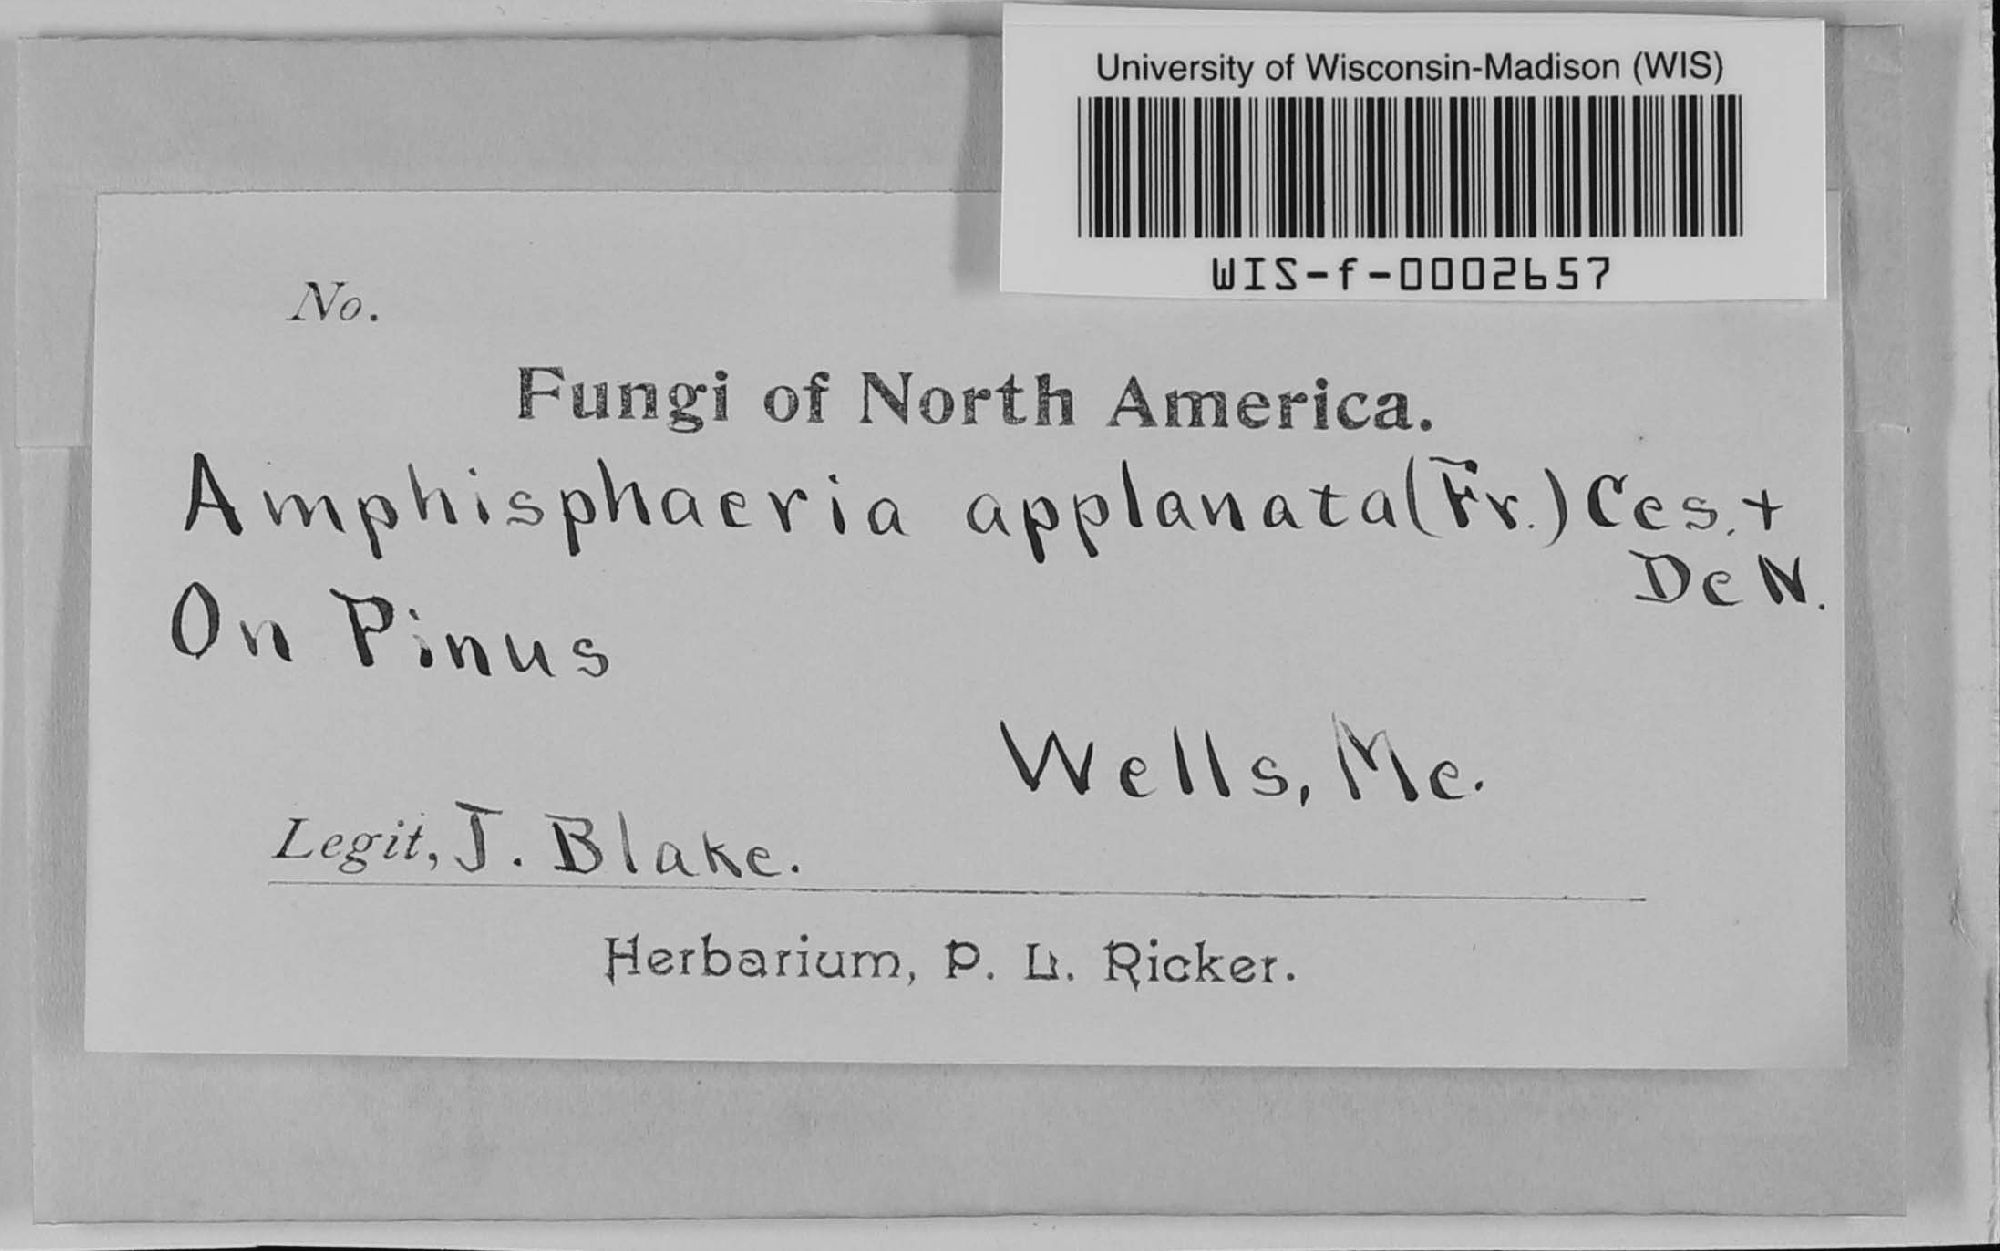 University of Wisconsin-Madison (WIS)
WIS-f-0002657
No.
Fungi of North America.
Amphisphaeria applanata (Fr.) Ces. +
De N.
On Pinus
Wells, Me.
Legit, J. Blake.
Herbarium, P. L. Ricker.